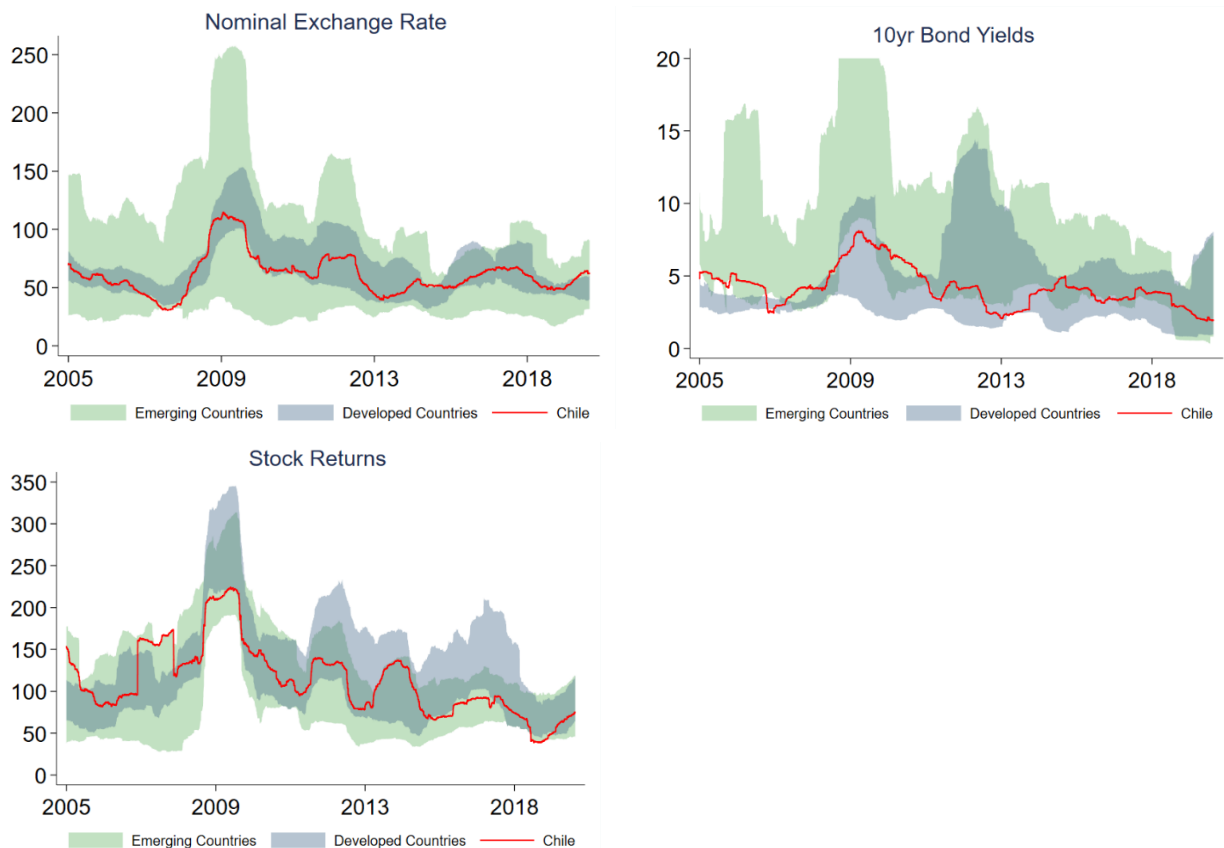 Nominal Exchange Rate
250
200
150
100
50
0
2005 2009 2013 2018
Emerging Countries Developed Countries Chile
10yr Bond Yields
20
15
10
5
0
2005 2009 2013 2018
Emerging Countries Developed Countries Chile
Stock Returns
350
300
250
200
150
100
50
0
2005 2009 2013 2018
Emerging Countries Developed Countries Chile